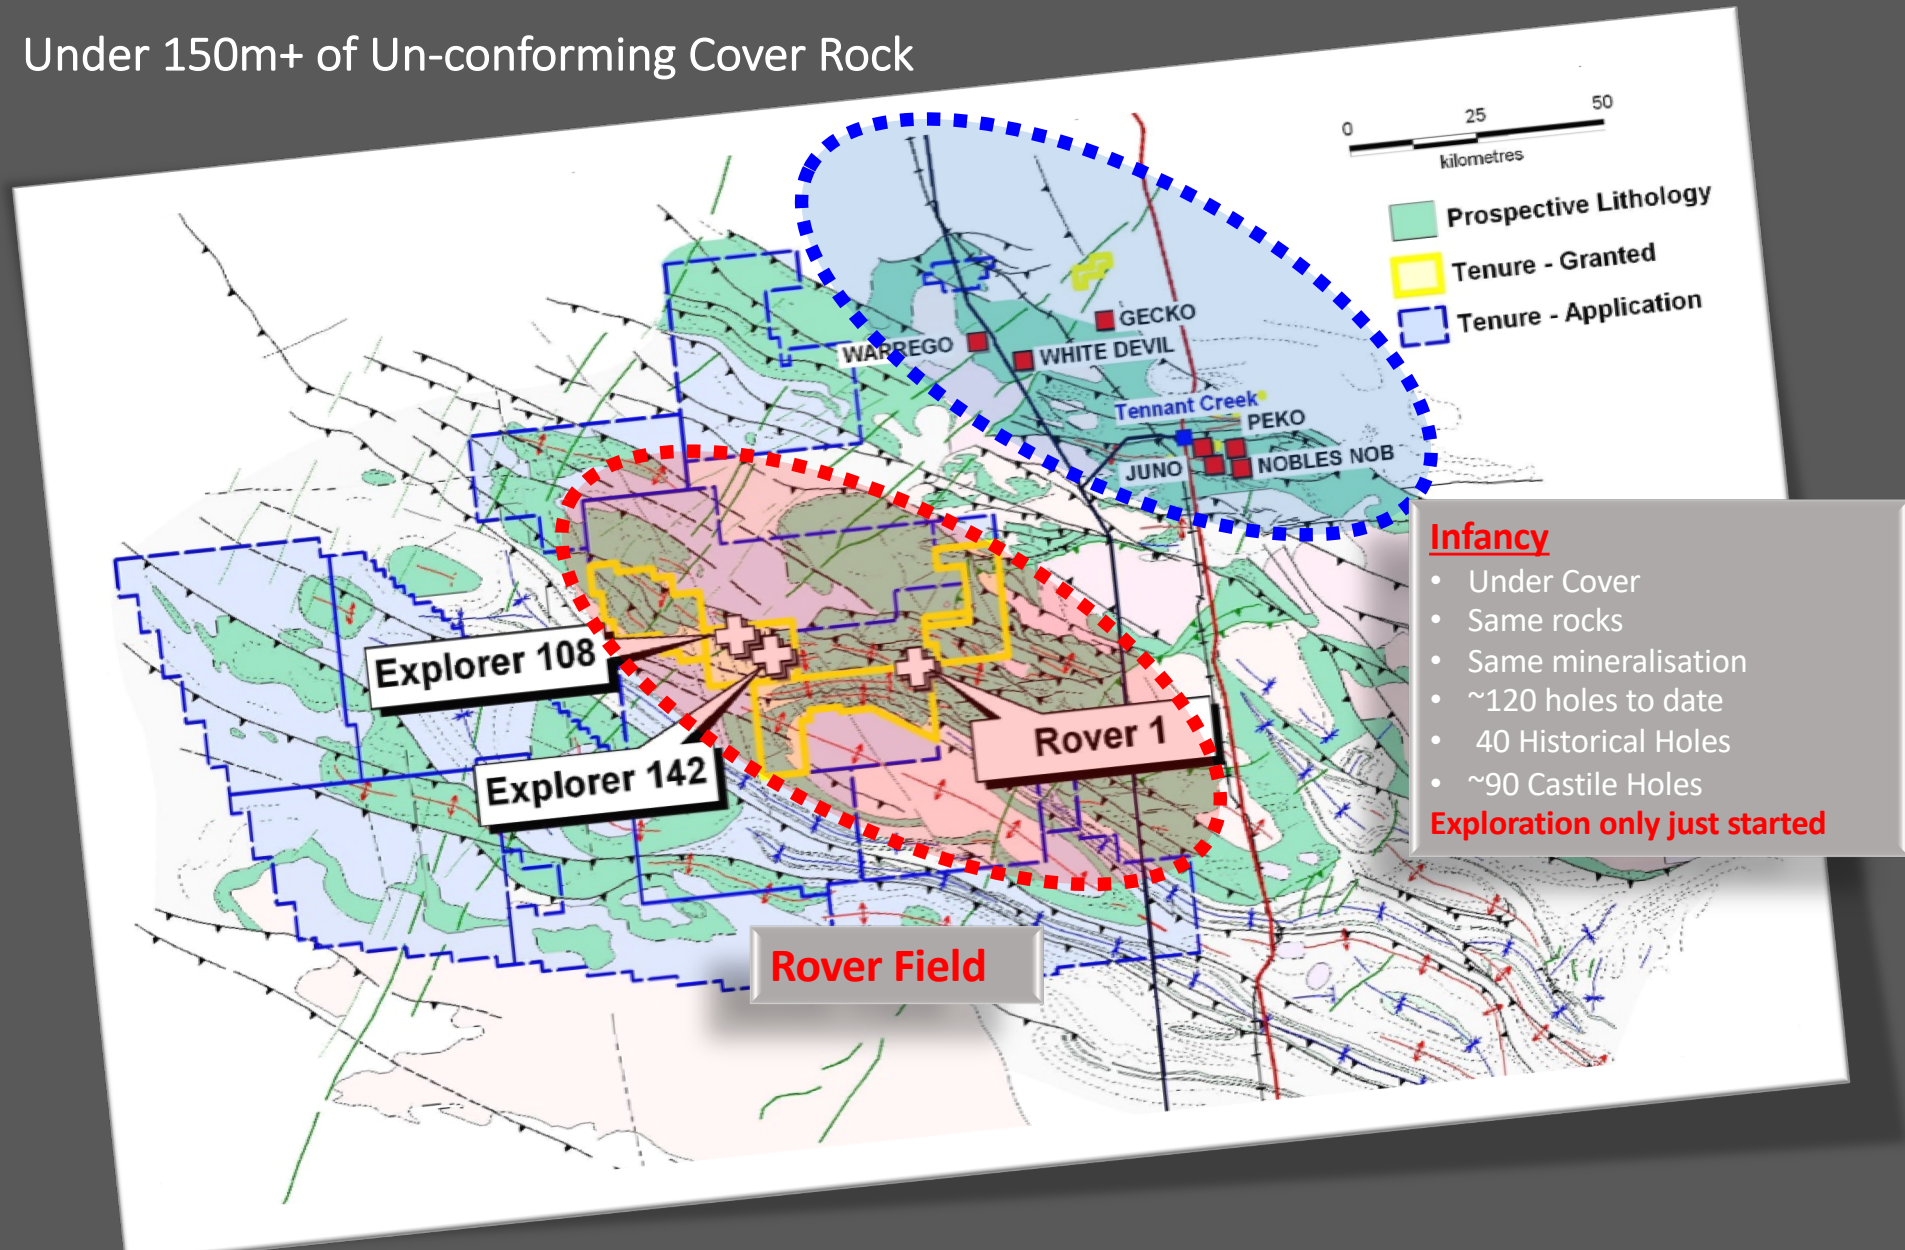 Under 150m+ of Un-conforming Cover Rock
0 25 50
kilometres
Prospective Lithology
Tenure - Granted
Tenure - Application
GECKO
WARREGO
WHITE DEVIL
Tennant Creek
PEKO
JUNO
NOBLES NOB
Explorer 108
Explorer 142
Rover 1
Rover Field
Infancy
• Under Cover
• Same rocks
• Same mineralisation
• ~120 holes to date
• 40 Historical Holes
• ~90 Castile Holes
Exploration only just started